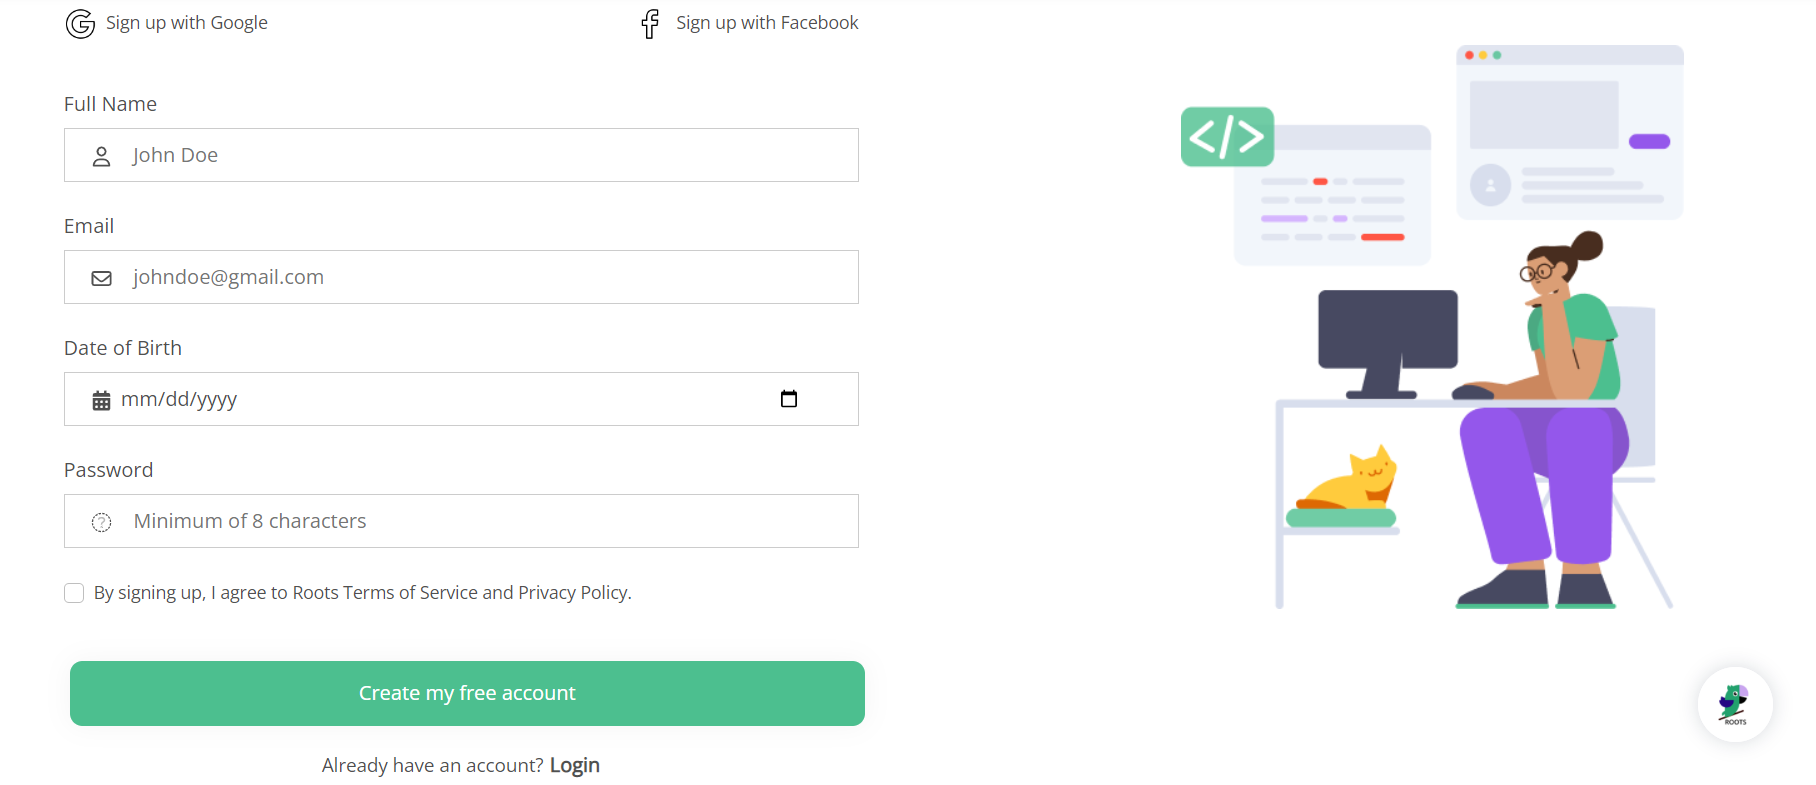 Sign up with Google
Sign up with Facebook
Full Name
John Doe
Email
johndoe@gmail.com
Date of Birth
mm/dd/yyyy
Password
Minimum of 8 characters
By signing up, I agree to Roots Terms of Service and Privacy Policy.
Create my free account
Already have an account? Login
</>
ROOTS